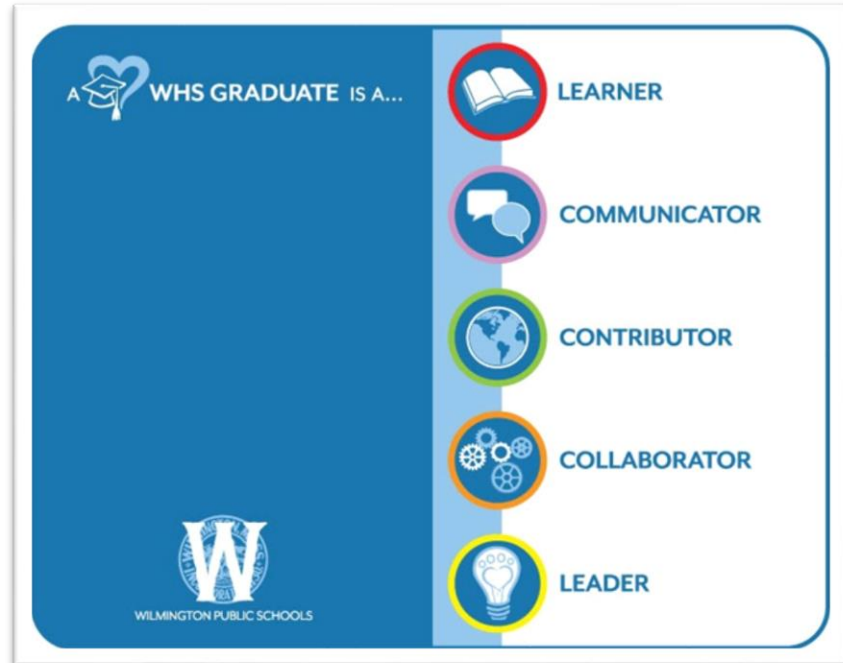 A WHS GRADUATE IS A...
LEARNER
COMMUNICATOR
CONTRIBUTOR
COLLABORATOR
LEADER
W
WILMINGTON PUBLIC SCHOOLS